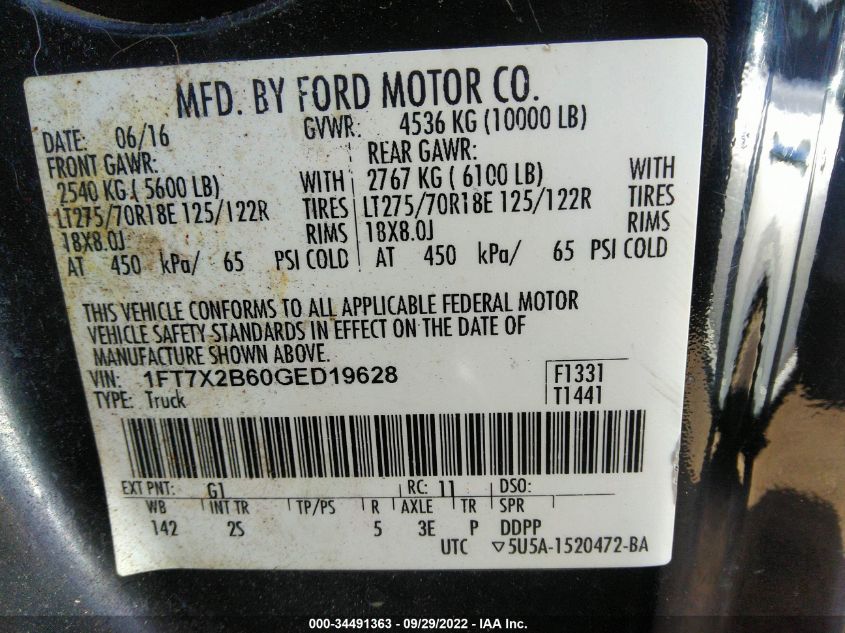 MFD. BY FORD MOTOR CO.
DATE: 06/16 GVWR: 4536 KG (10000 LB)
FRONT GAWR: REAR GAWR:
2540 KG ( 5600 LB) WITH 2767 KG ( 6100 LB) WITH
LT275/70R18E 125/122R TIRES LT275/70R18E 125/122R TIRES
18X8.0J RIMS 18X8.0J RIMS
AT 450 kPa/ 65 PSI COLD AT 450 kPa/ 65 PSI COLD
THIS VEHICLE CONFORMS TO ALL APPLICABLE FEDERAL MOTOR
VEHICLE SAFETY STANDARDS IN EFFECT ON THE DATE OF
MANUFACTURE SHOWN ABOVE.
VIN: 1FT7X2B60GED19628 F1331
TYPE: Truck T1441
EXT PNT: G1 RC: 11 DSO:
WB INT TR TP/PS R AXLE TR SPR
142 2S 5 3E P DDPP
UTC ▽5U5A-1520472-BA
000-34491363 - 09/29/2022 - IAA Inc.